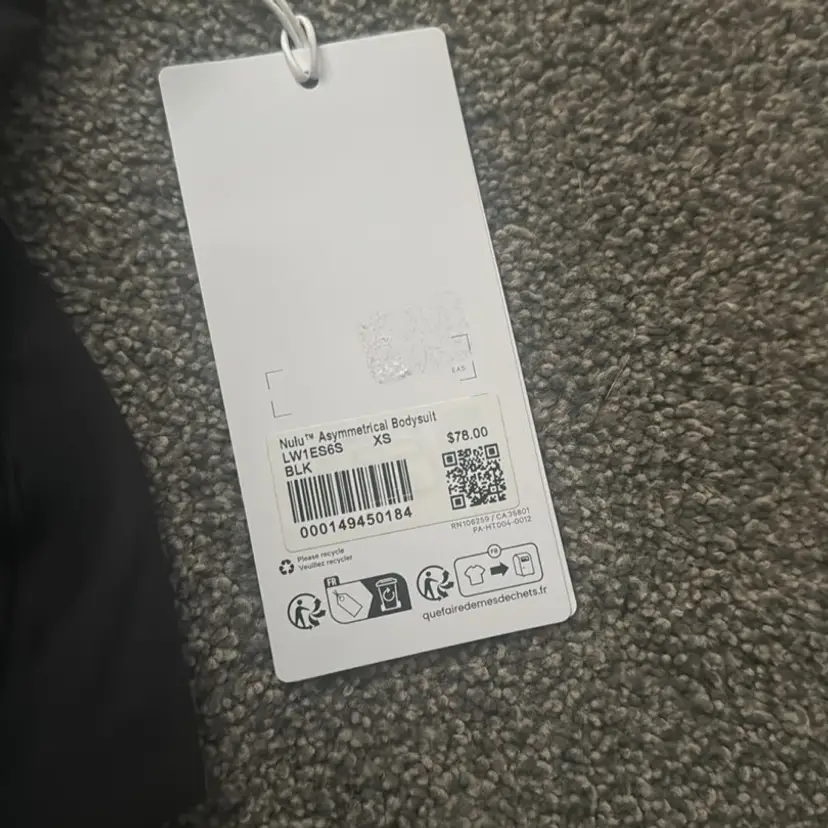 Nulu™ Asymmetrical Bodysuit
LW1ES6S XS $78.00
BLK
000149450184
RN106259 / CA35801
PA-HT004-0012
Please recycle
Veuillez recycler
FR
FR
quefairedemesdechets.fr